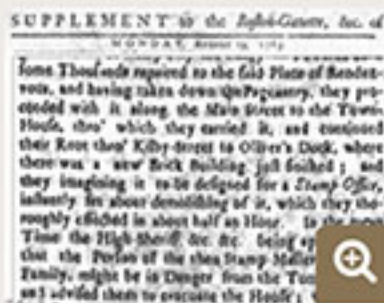 SUPPLEMENT to the Boston-Gazette, &c. of
MONDAY, August 19, 1765
some Thousands repaired to the said Place of Rendez-
vous, and having taken down the Pageantry, they pro-
ceeded with it along the Main Street to the Town-
House, thro' which they carried it, and continued
their Rout thro' Kilby-Street to Oliver's Dock, where
there was a new Brick Building just finished; and
they imagining it to be designed for a Stamp Office,
instantly set about demolishing of it, which they tho-
roughly effected in about half an Hour. In the mean
Time the High-Sheriff, &c. &c. being
that the Person of the then Stamp-Master
Family, might be in Danger from the
had advised them to evacuate the House